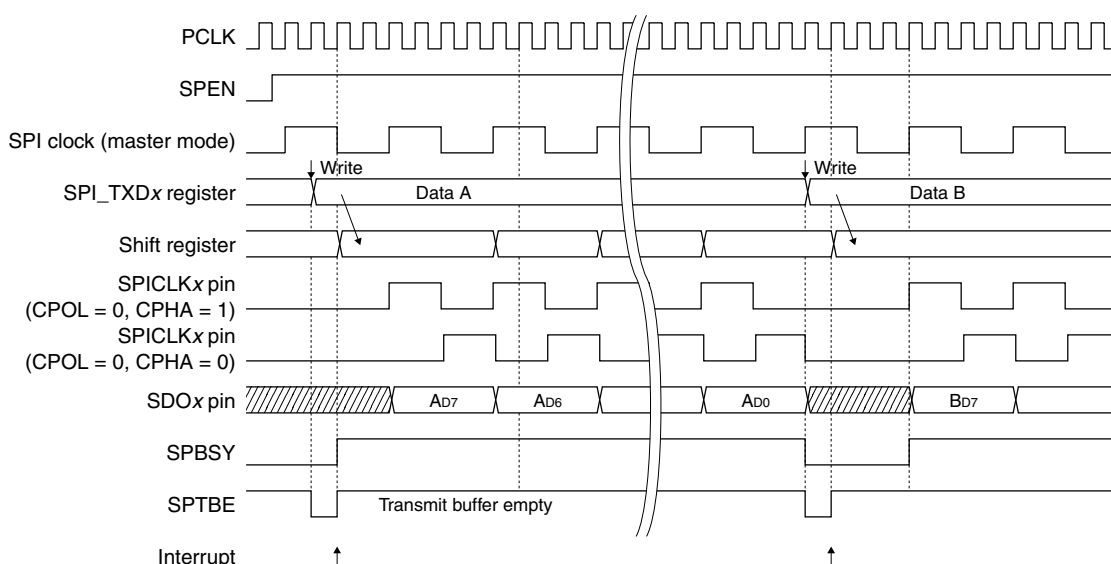 PCLK
SPEN
SPI clock (master mode)
Write Write
SPI_TXDx register Data A Data B
Shift register
SPICLKx pin
(CPOL = 0, CPHA = 1)
SPICLKx pin
(CPOL = 0, CPHA = 0)
SDOx pin AD7 AD6 AD0 BD7
SPBSY
SPTBE Transmit buffer empty
Interrupt